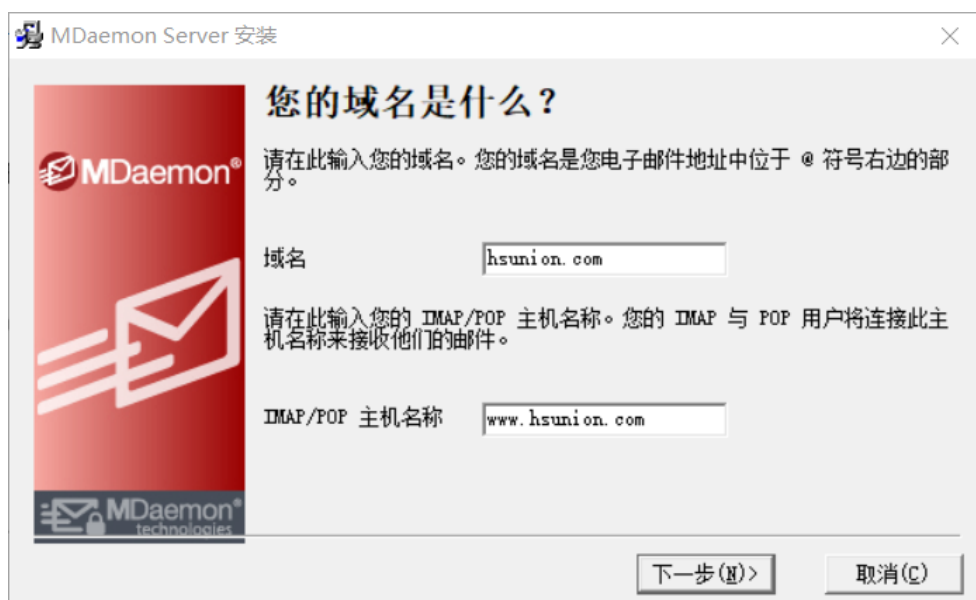 MDaemon Server 安装
您的域名是什么？
MDaemon®
请在此输入您的域名。您的域名是您电子邮件地址中位于 @ 符号右边的部
分。
域名
hsunion.com
请在此输入您的 IMAP/POP 主机名称。您的 IMAP 与 POP 用户将连接此主
机名称来接收他们的邮件。
IMAP/POP 主机名称
www.hsunion.com
MDaemon®
technologies
下一步(N)>
取消(C)